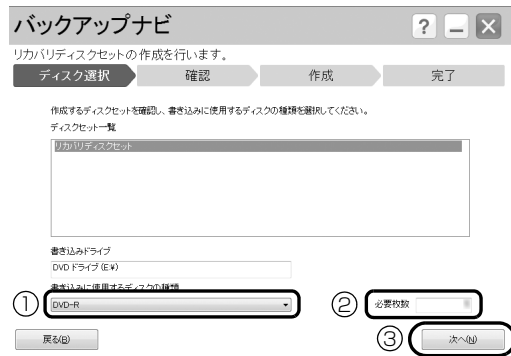 バックアップナビ
? − ×
リカバリディスクセットの作成を行います。
ディスク選択 確認 作成 完了
作成するディスクセットを確認し、書き込みに使用するディスクの種類を選択してください。
ディスクセット一覧
リカバリディスクセット
書き込みドライブ
DVD ドライブ (E:¥)
書き込みに使用するディスクの種類
① DVD-R
② 必要枚数
戻る(B)
③ 次へ(N)